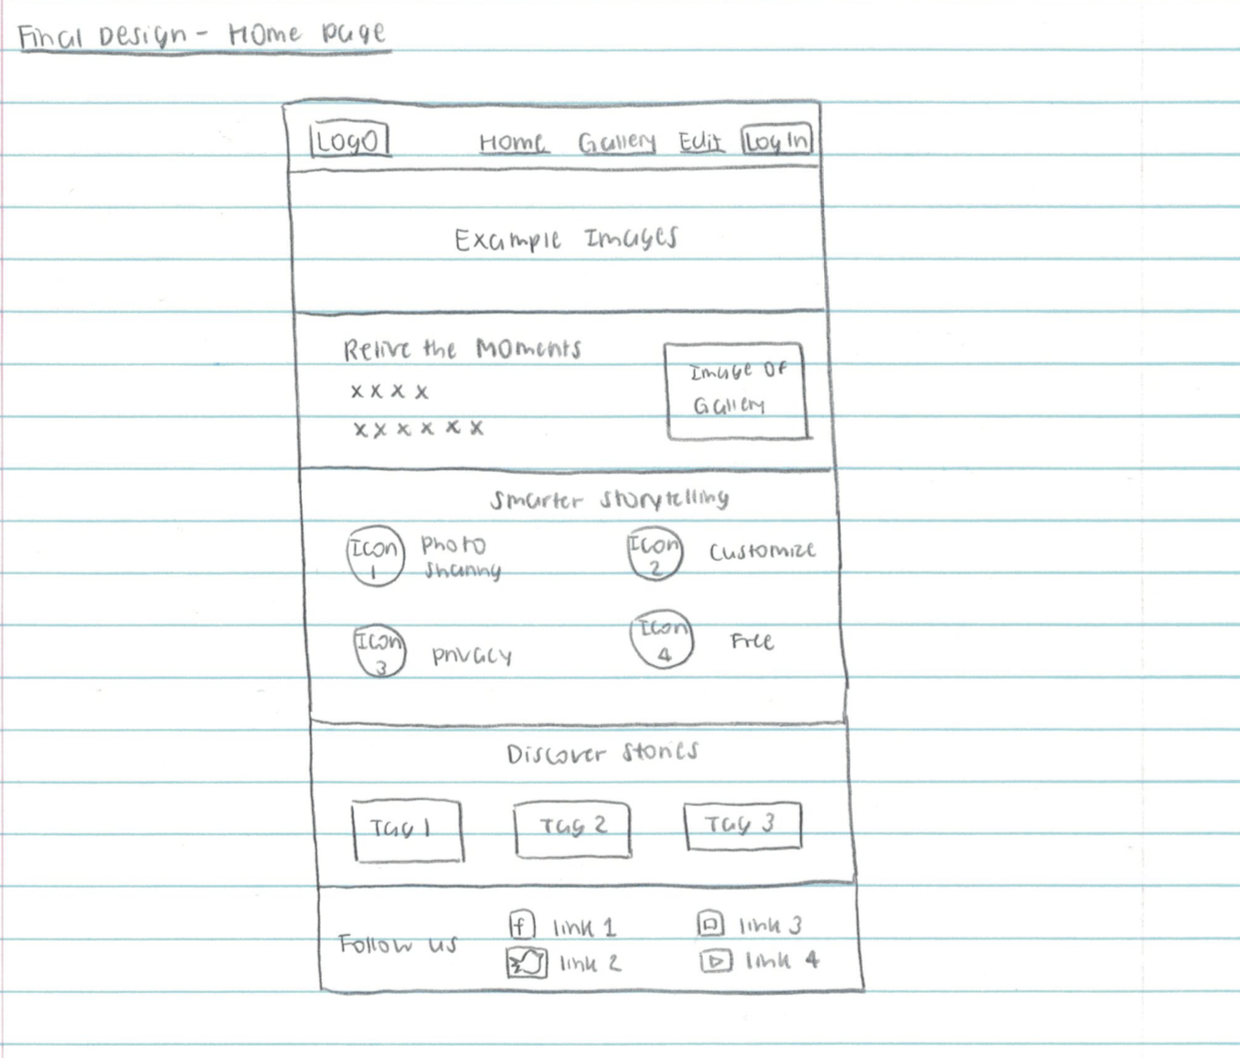 Final Design - Home page
Logo Home Gallery Edit Log In
Example Images
Relive the Moments
x x x x
x x x x x x
Image Of
Gallery
Smarter storytelling
Icon
1
Photo
Sharing
Icon
2
Customize
Icon
3
Privacy
Icon
4
Free
Discover stories
Tag 1 Tag 2 Tag 3
Follow us
f link 1
link 2
link 3
link 4